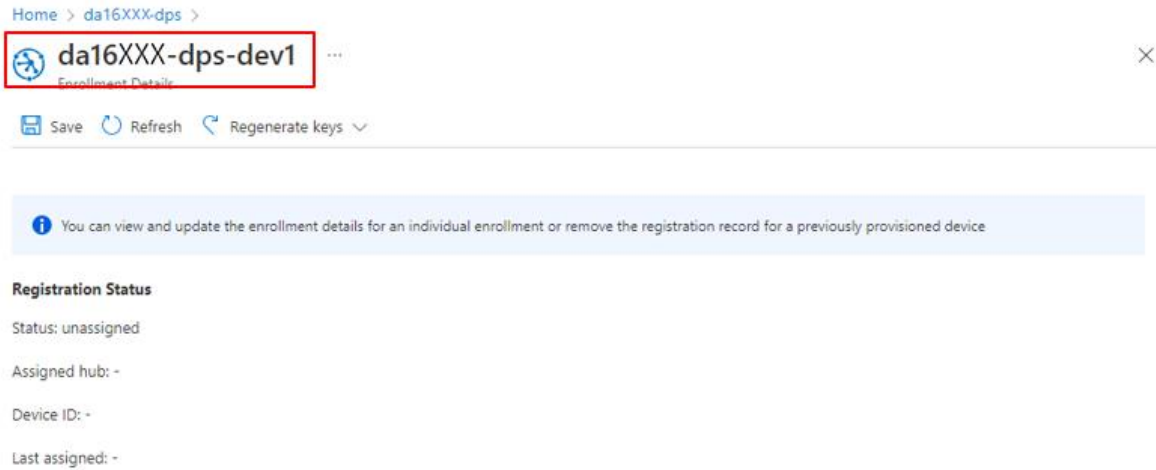 Home > da16XXX-dps >
da16XXX-dps-dev1 ...
Enrollment Details
Save Refresh Regenerate keys
You can view and update the enrollment details for an individual enrollment or remove the registration record for a previously provisioned device
Registration Status
Status: unassigned
Assigned hub: -
Device ID: -
Last assigned: -